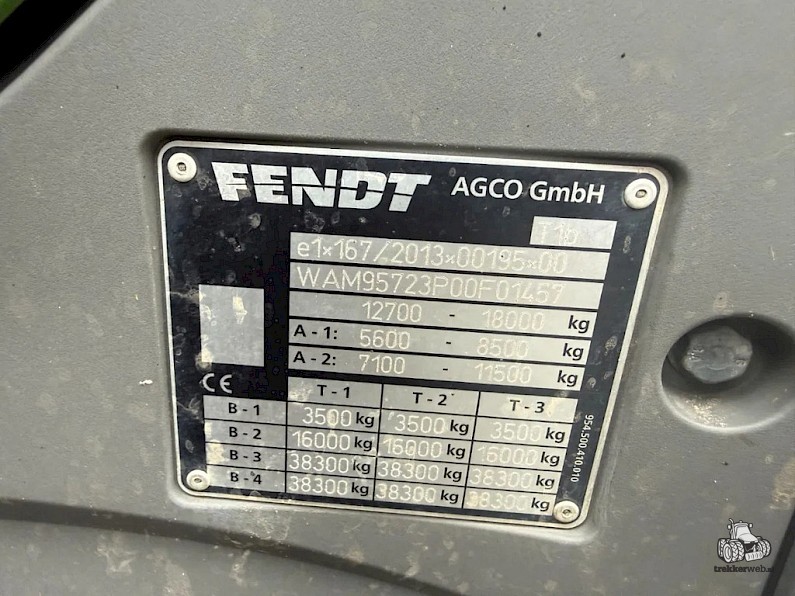 FENDT AGCO GmbH
T1b
e1*167/2013*00195*00
WAM95723P00F01457
12700 - 18000 kg
A - 1: 5600 - 8500 kg
A - 2: 7100 - 11500 kg
CE T - 1 T - 2 T - 3
B - 1 3500 kg 3500 kg 3500 kg
B - 2 16000 kg 16000 kg 16000 kg
B - 3 38300 kg 38300 kg 38300 kg
B - 4 38300 kg 38300 kg 38300 kg
954.500.410.010